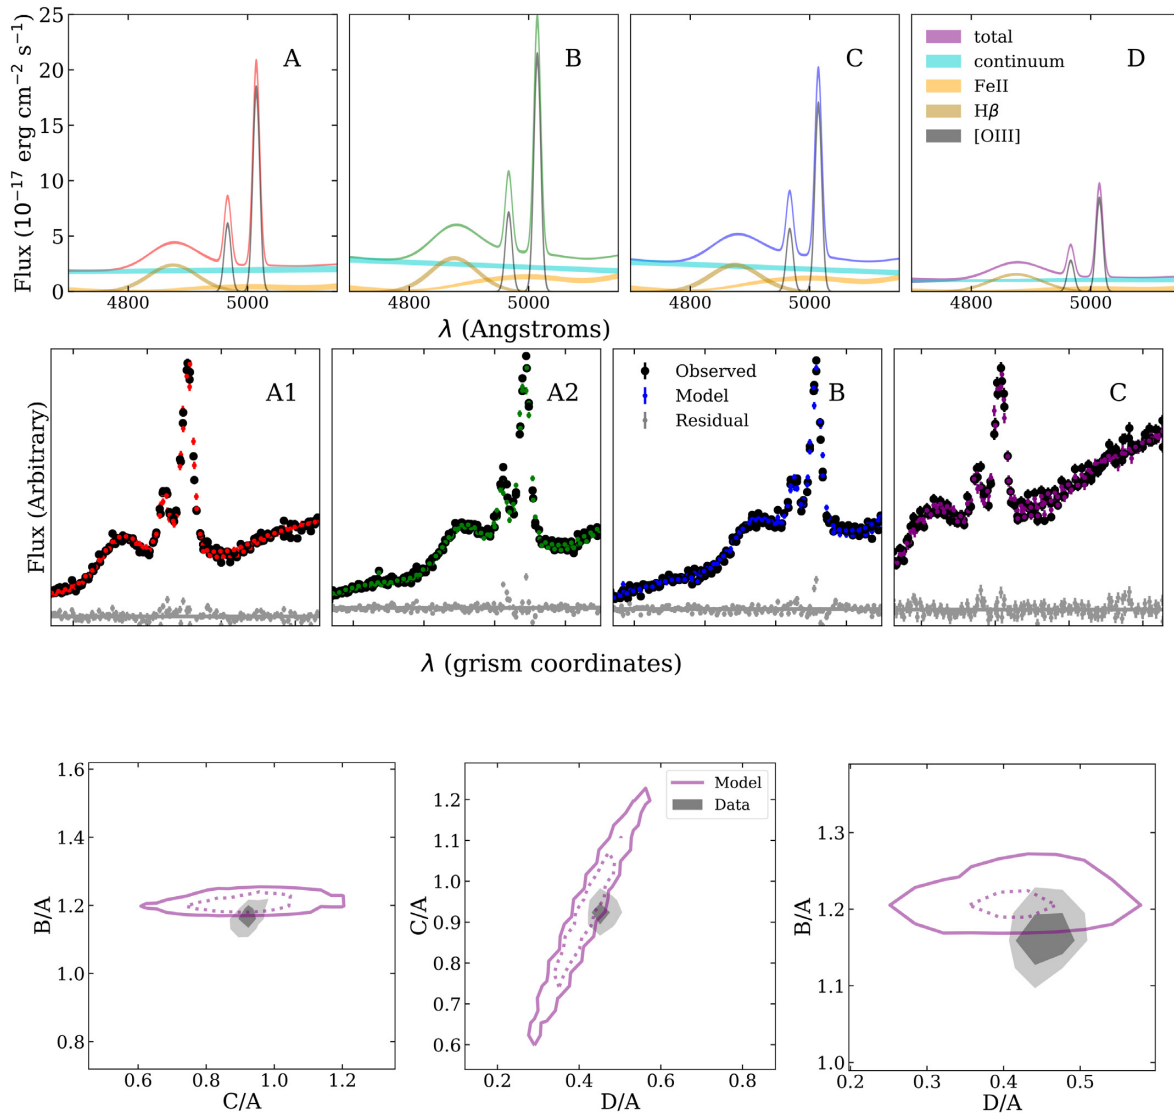 Flux (10⁻¹⁷ erg cm⁻² s⁻¹)
25
20
15
10
5
0
A
B
C
D
total
continuum
FeII
Hβ
[OIII]
4800 5000 4800 5000 4800 5000 4800 5000
λ (Angstroms)
Flux (Arbitrary)
A1
A2
B
C
Observed
Model
Residual
λ (grism coordinates)
B/A
1.6
1.4
1.2
1.0
0.8
0.6 0.8 1.0 1.2
C/A
C/A
1.2
1.1
1.0
0.9
0.8
0.7
0.6
Model
Data
0.2 0.4 0.6 0.8
D/A
B/A
1.3
1.2
1.1
1.0
0.2 0.3 0.4 0.5
D/A